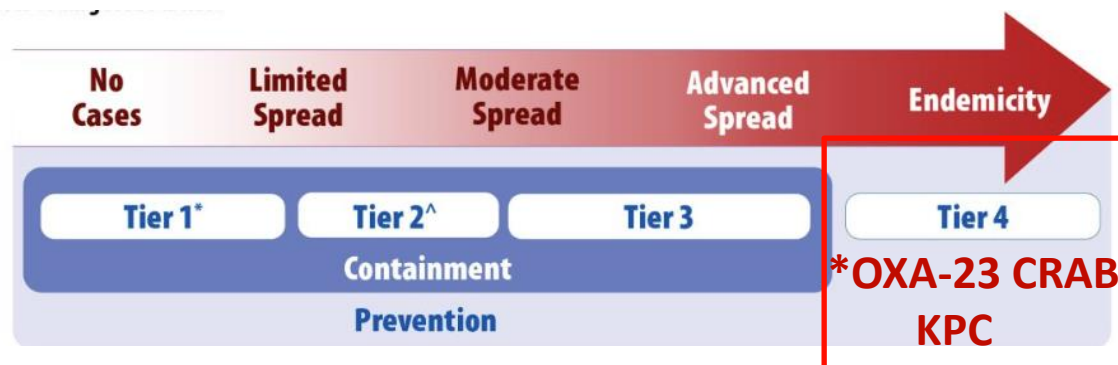 No Cases
Limited Spread
Moderate Spread
Advanced Spread
Endemicity
Tier 1*
Tier 2^
Tier 3
Tier 4
Containment
*OXA-23 CRAB
KPC
Prevention